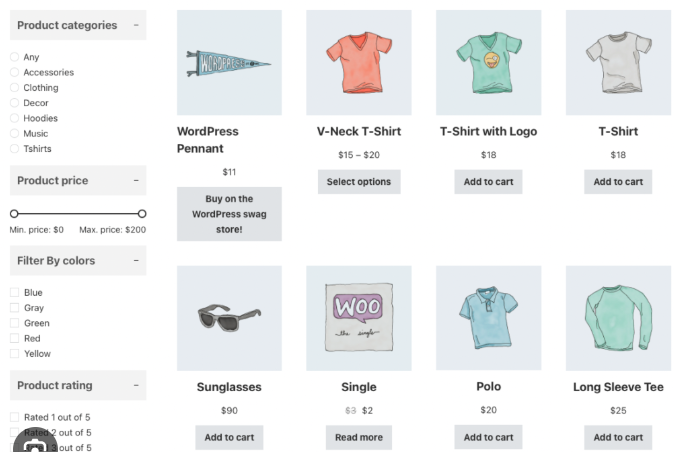 Product categories −
Any
Accessories
Clothing
Decor
Hoodies
Music
Tshirts
Product price −
Min. price: $0 Max. price: $200
Filter By colors −
Blue
Gray
Green
Red
Yellow
Product rating −
Rated 1 out of 5
Rated 2 out of 5
3 out of 5
WORDPRESS
WordPress
Pennant
$11
Buy on the
WordPress swag
store!
V-Neck T-Shirt
$15 – $20
Select options
T-Shirt with Logo
$18
Add to cart
T-Shirt
$18
Add to cart
Sunglasses
$90
Add to cart
WOO
the single
Single
$3 $2
Read more
Polo
$20
Add to cart
Long Sleeve Tee
$25
Add to cart